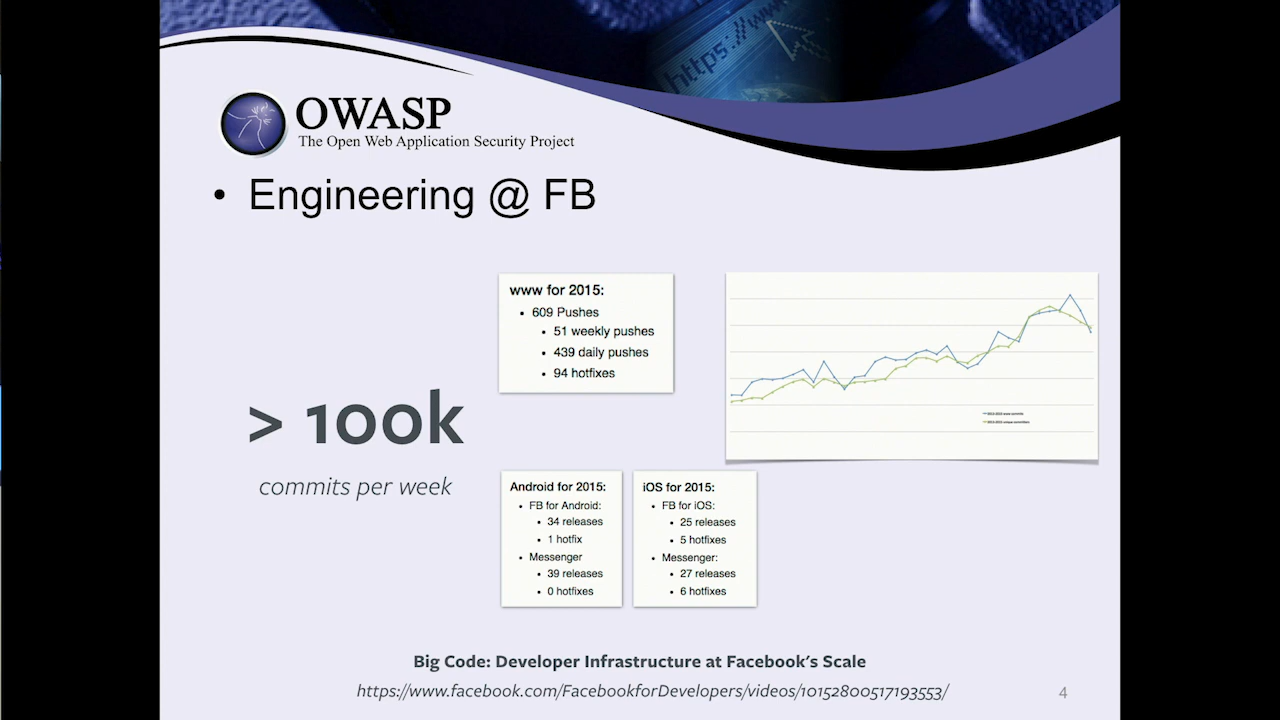 https://www
OWASP
The Open Web Application Security Project
• Engineering @ FB
www for 2015:
• 609 Pushes
• 51 weekly pushes
• 439 daily pushes
• 94 hotfixes
> 100k
commits per week
Android for 2015:
• FB for Android:
• 34 releases
• 1 hotfix
• Messenger
• 39 releases
• 0 hotfixes
iOS for 2015:
• FB for iOS:
• 25 releases
• 5 hotfixes
• Messenger:
• 27 releases
• 6 hotfixes
Big Code: Developer Infrastructure at Facebook's Scale
https://www.facebook.com/FacebookforDevelopers/videos/10152800517193553/
4